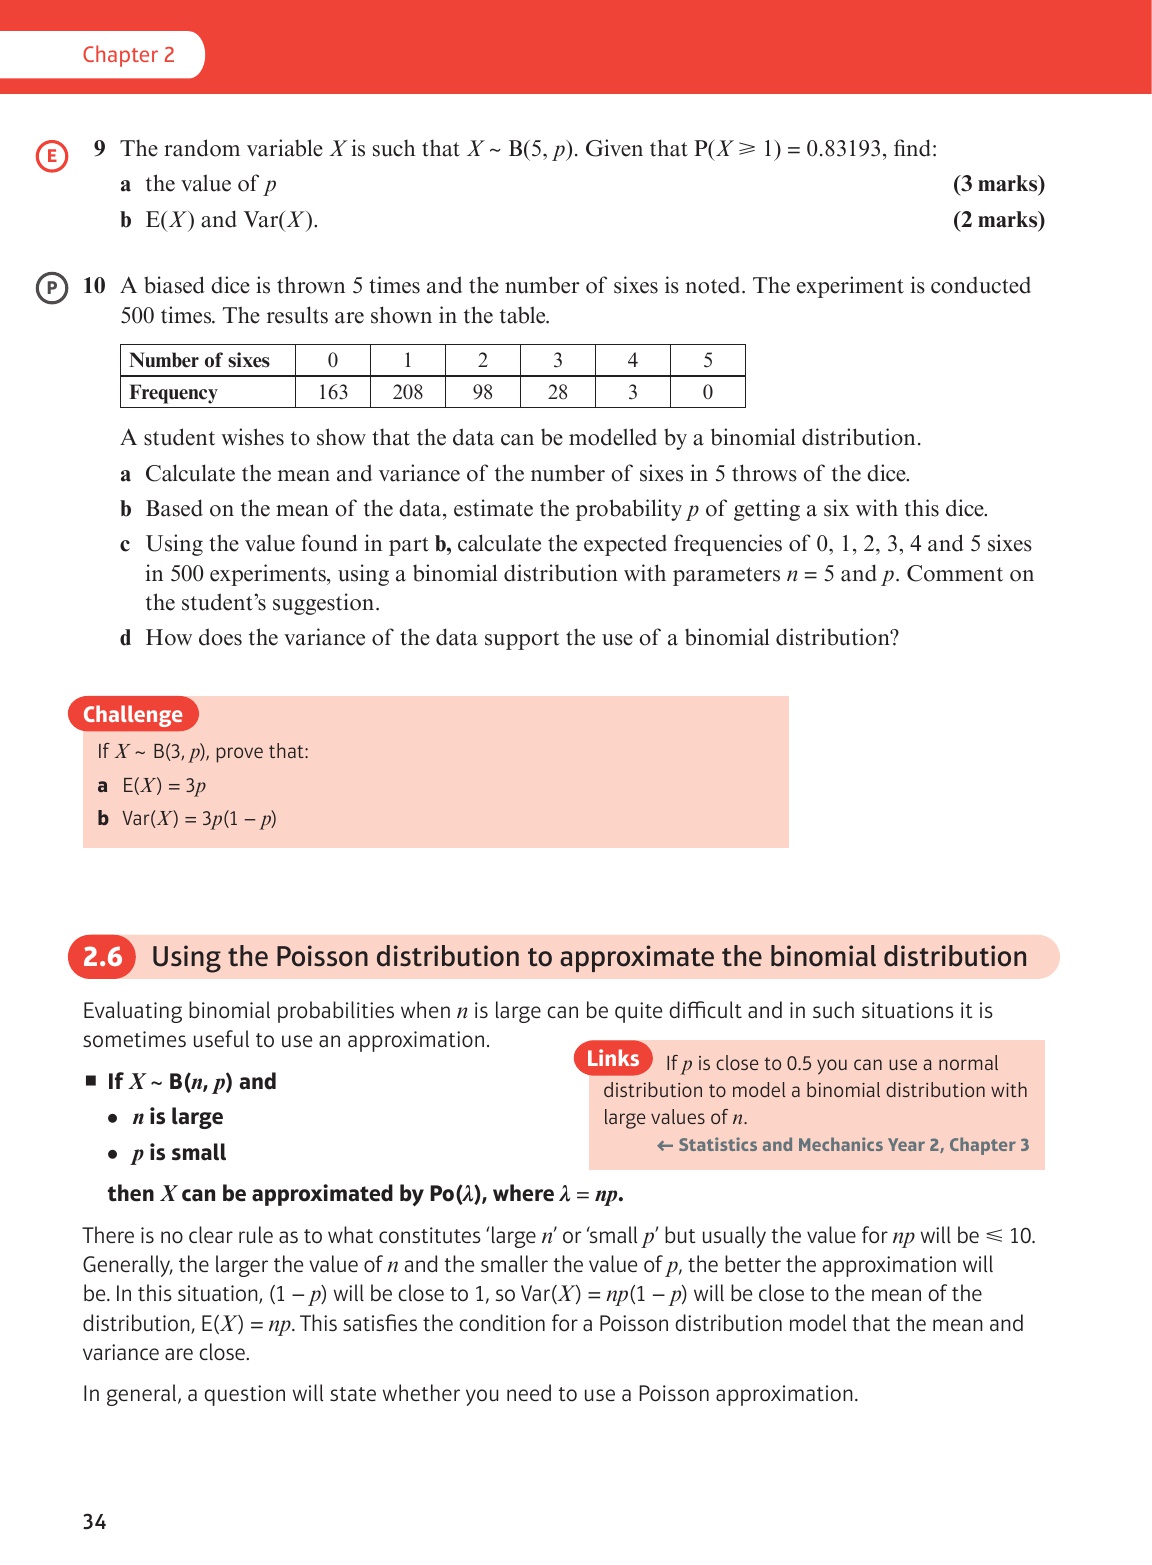 Chapter 2
E
9 The random variable X is such that X ~ B(5, p). Given that P(X ⩾ 1) = 0.83193, find:
a the value of p (3 marks)
b E(X) and Var(X). (2 marks)
P
10 A biased dice is thrown 5 times and the number of sixes is noted. The experiment is conducted
500 times. The results are shown in the table.
Number of sixes 0 1 2 3 4 5
Frequency 163 208 98 28 3 0
A student wishes to show that the data can be modelled by a binomial distribution.
a Calculate the mean and variance of the number of sixes in 5 throws of the dice.
b Based on the mean of the data, estimate the probability p of getting a six with this dice.
c Using the value found in part b, calculate the expected frequencies of 0, 1, 2, 3, 4 and 5 sixes
in 500 experiments, using a binomial distribution with parameters n = 5 and p. Comment on
the student’s suggestion.
d How does the variance of the data support the use of a binomial distribution?
Challenge
If X ~ B(3, p), prove that:
a E(X) = 3p
b Var(X) = 3p(1 – p)
2.6 Using the Poisson distribution to approximate the binomial distribution
Evaluating binomial probabilities when n is large can be quite difficult and in such situations it is
sometimes useful to use an approximation.
■ If X ~ B(n, p) and
• n is large
• p is small
then X can be approximated by Po(λ), where λ = np.
Links If p is close to 0.5 you can use a normal
distribution to model a binomial distribution with
large values of n.
← Statistics and Mechanics Year 2, Chapter 3
There is no clear rule as to what constitutes ‘large n’ or ‘small p’ but usually the value for np will be ⩽ 10.
Generally, the larger the value of n and the smaller the value of p, the better the approximation will
be. In this situation, (1 – p) will be close to 1, so Var(X) = np(1 – p) will be close to the mean of the
distribution, E(X) = np. This satisfies the condition for a Poisson distribution model that the mean and
variance are close.
In general, a question will state whether you need to use a Poisson approximation.
34